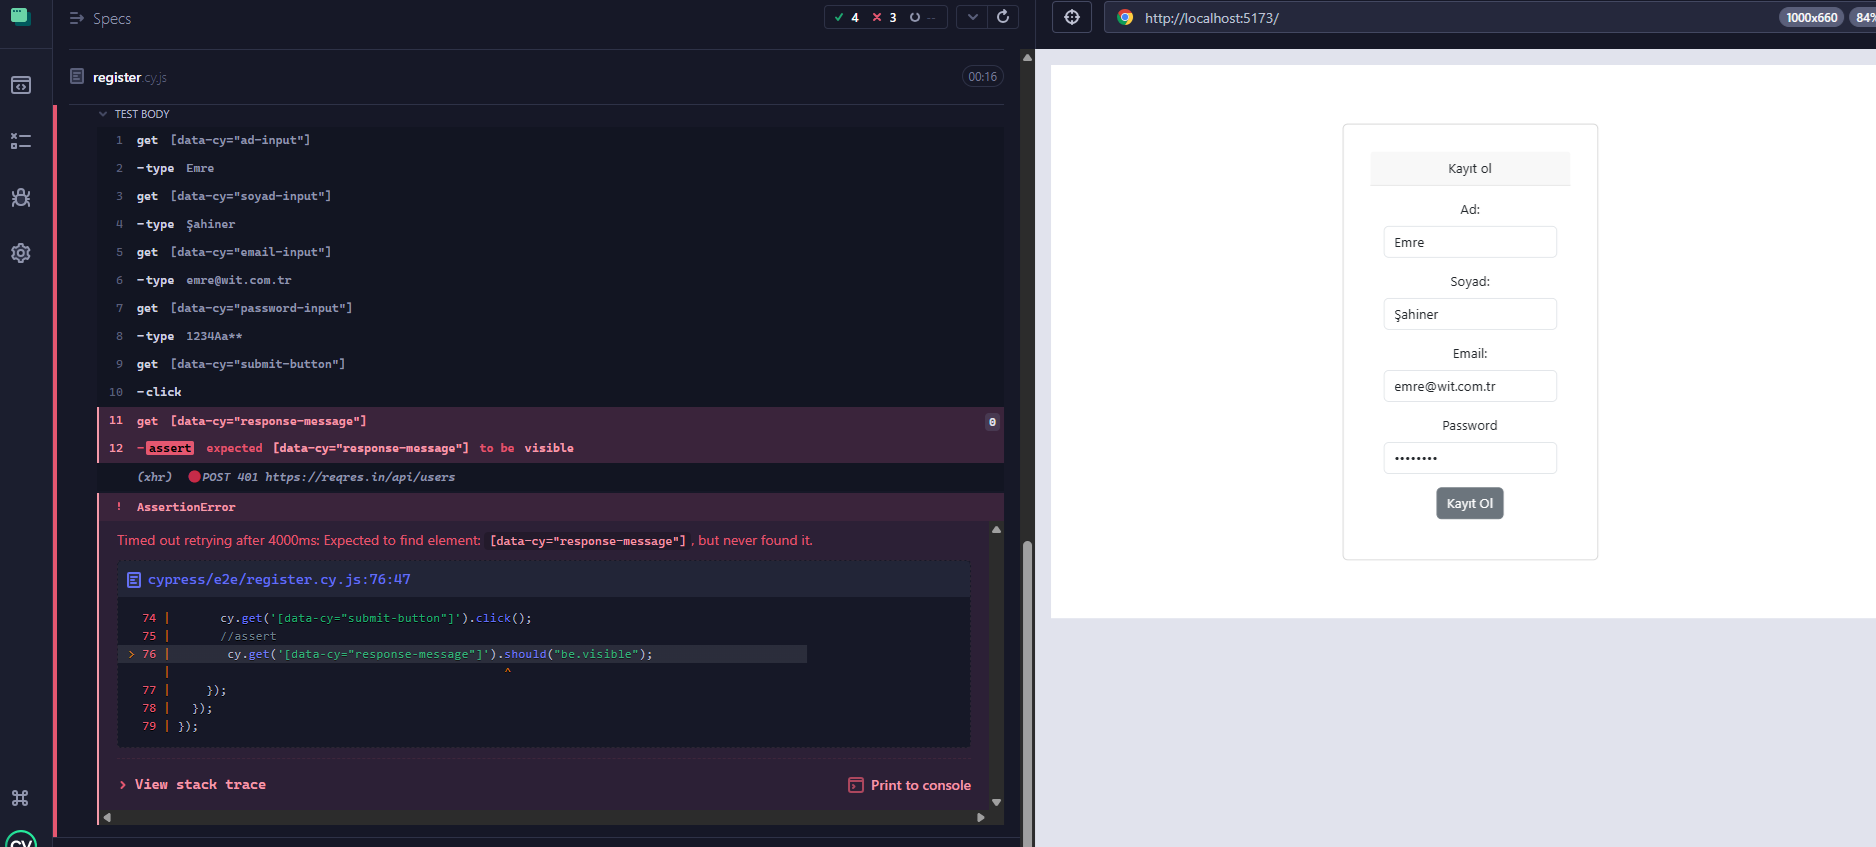 Specs
4 3 --
register.cy.js
00:16
TEST BODY
1 get [data-cy="ad-input"]
2 -type Emre
3 get [data-cy="soyad-input"]
4 -type Şahiner
5 get [data-cy="email-input"]
6 -type emre@wit.com.tr
7 get [data-cy="password-input"]
8 -type 1234Aa**
9 get [data-cy="submit-button"]
10 -click
11 get [data-cy="response-message"] 0
12 -assert expected [data-cy="response-message"] to be visible
(xhr) POST 401 https://reqres.in/api/users
! AssertionError
Timed out retrying after 4000ms: Expected to find element: [data-cy="response-message"], but never found it.
cypress/e2e/register.cy.js:76:47
74 | cy.get('[data-cy="submit-button"]').click();
75 | //assert
> 76 | cy.get('[data-cy="response-message"]').should("be.visible");
| ^
77 | });
78 | });
79 | });
> View stack trace
Print to console
http://localhost:5173/
1000x660
84%
Kayıt ol
Ad:
Emre
Soyad:
Şahiner
Email:
emre@wit.com.tr
Password
••••••••
Kayıt Ol